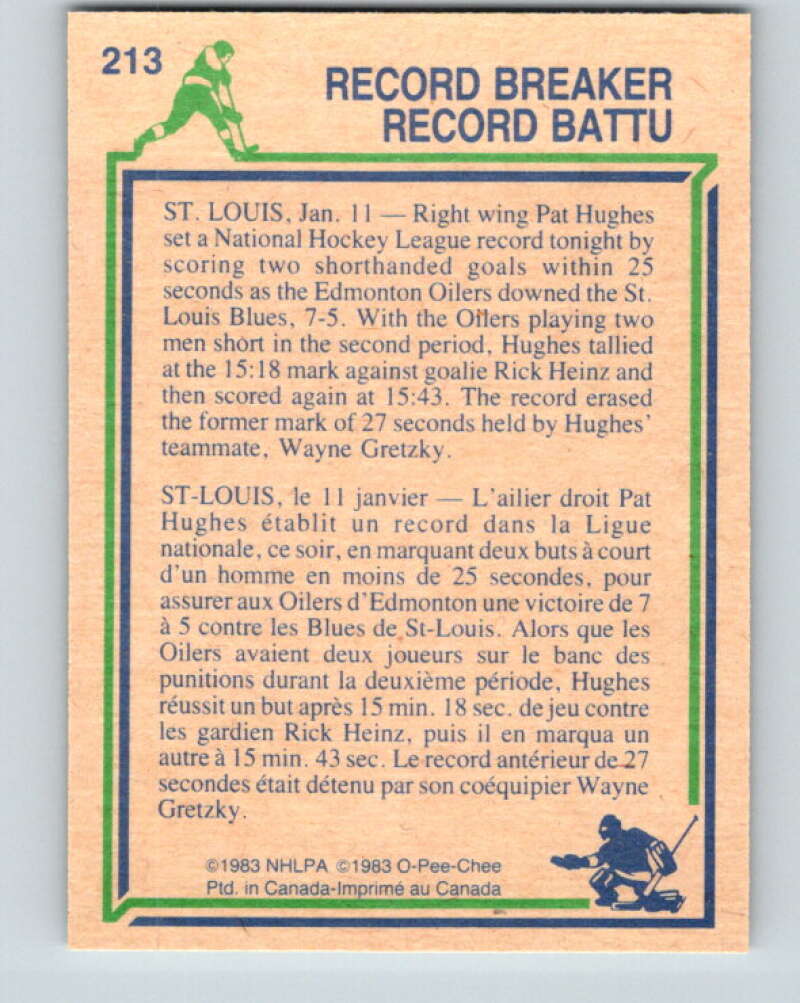 213
RECORD BREAKER
RECORD BATTU
ST. LOUIS, Jan. 11 — Right wing Pat Hughes
set a National Hockey League record tonight by
scoring two shorthanded goals within 25
seconds as the Edmonton Oilers downed the St.
Louis Blues, 7-5. With the Oilers playing two
men short in the second period, Hughes tallied
at the 15:18 mark against goalie Rick Heinz and
then scored again at 15:43. The record erased
the former mark of 27 seconds held by Hughes'
teammate, Wayne Gretzky.
ST-LOUIS, le 11 janvier — L'ailier droit Pat
Hughes établit un record dans la Ligue
nationale, ce soir, en marquant deux buts à court
d'un homme en moins de 25 secondes, pour
assurer aux Oilers d'Edmonton une victoire de 7
à 5 contre les Blues de St-Louis. Alors que les
Oilers avaient deux joueurs sur le banc des
punitions durant la deuxième période, Hughes
réussit un but après 15 min. 18 sec. de jeu contre
les gardien Rick Heinz, puis il en marqua un
autre à 15 min. 43 sec. Le record antérieur de 27
secondes était détenu par son coéquipier Wayne
Gretzky.
©1983 NHLPA ©1983 O-Pee-Chee
Ptd. in Canada-Imprimé au Canada